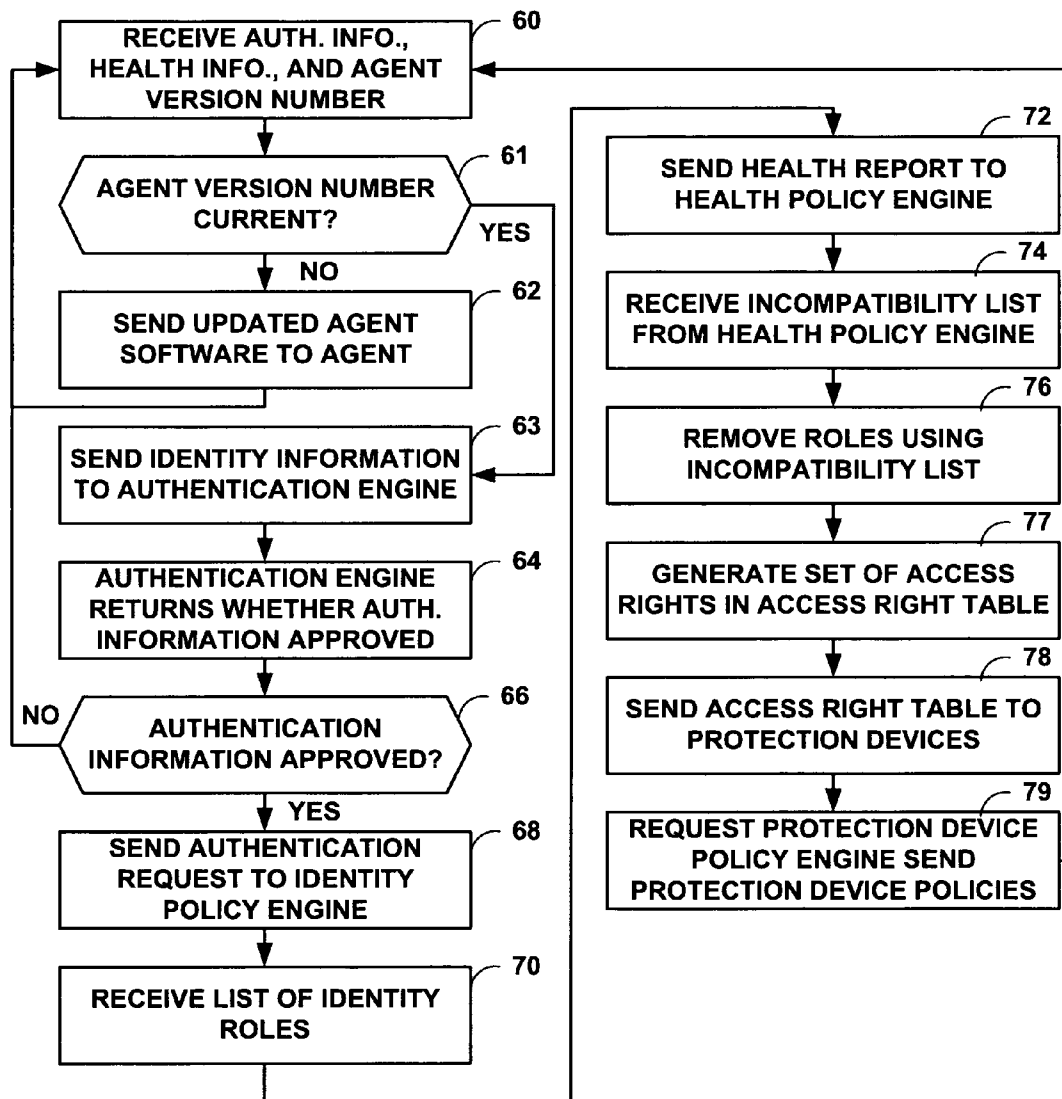 60
RECEIVE AUTH. INFO.,
HEALTH INFO., AND AGENT
VERSION NUMBER
61
AGENT VERSION NUMBER
CURRENT?
YES
NO
62
SEND UPDATED AGENT
SOFTWARE TO AGENT
63
SEND IDENTITY INFORMATION
TO AUTHENTICATION ENGINE
64
AUTHENTICATION ENGINE
RETURNS WHETHER AUTH.
INFORMATION APPROVED
66
NO
AUTHENTICATION
INFORMATION APPROVED?
YES
68
SEND AUTHENTICATION
REQUEST TO IDENTITY
POLICY ENGINE
70
RECEIVE LIST OF IDENTITY
ROLES
72
SEND HEALTH REPORT TO
HEALTH POLICY ENGINE
74
RECEIVE INCOMPATIBILITY LIST
FROM HEALTH POLICY ENGINE
76
REMOVE ROLES USING
INCOMPATIBILITY LIST
77
GENERATE SET OF ACCESS
RIGHTS IN ACCESS RIGHT TABLE
78
SEND ACCESS RIGHT TABLE TO
PROTECTION DEVICES
79
REQUEST PROTECTION DEVICE
POLICY ENGINE SEND
PROTECTION DEVICE POLICIES